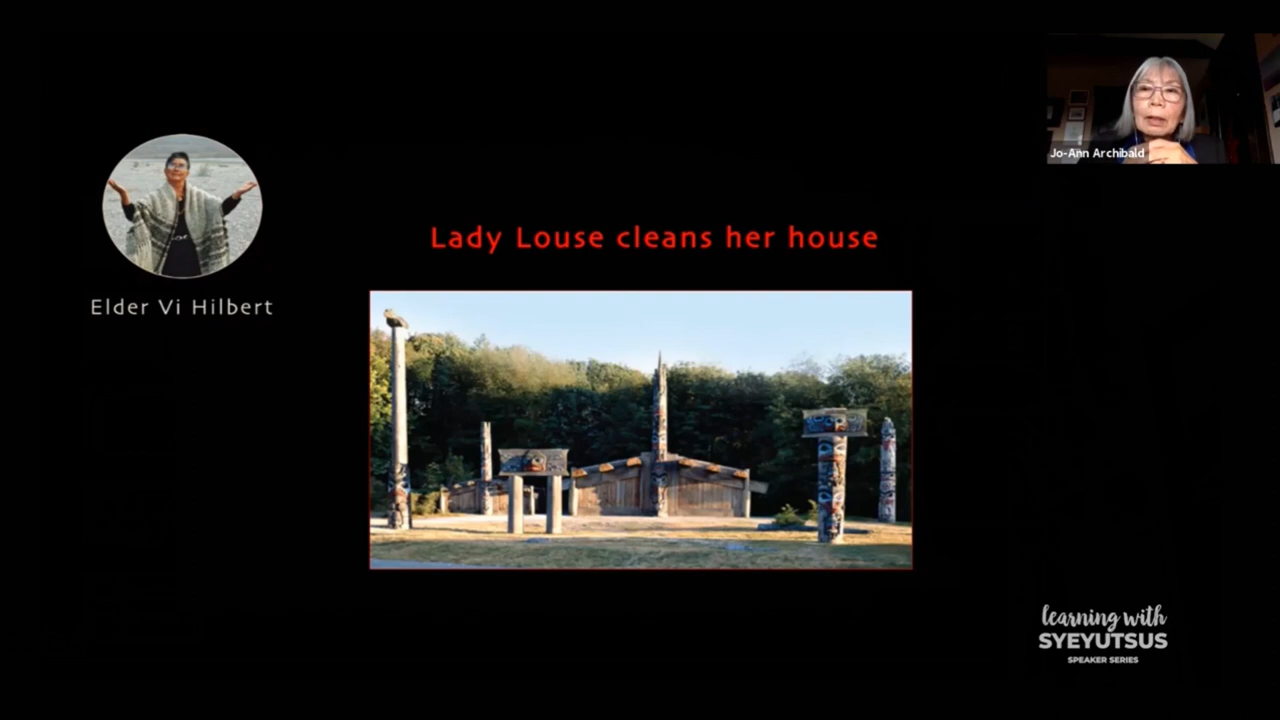 Jo-Ann Archibald
Lady Louse cleans her house
Elder Vi Hilbert
learning with
SYEYUTSUS
SPEAKER SERIES